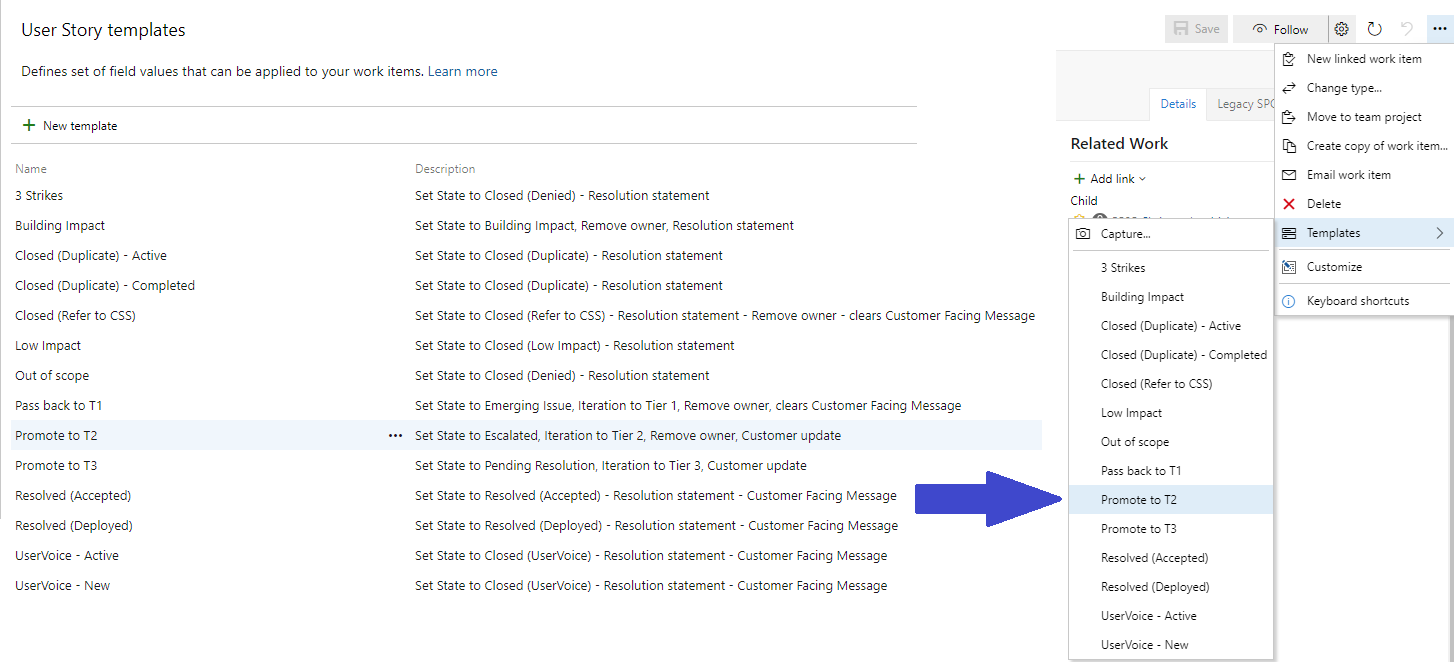 User Story templates
Defines set of field values that can be applied to your work items. Learn more
New template
Name Description
3 Strikes Set State to Closed (Denied) - Resolution statement
Building Impact Set State to Building Impact, Remove owner, Resolution statement
Closed (Duplicate) - Active Set State to Closed (Duplicate) - Resolution statement
Closed (Duplicate) - Completed Set State to Closed (Duplicate) - Resolution statement
Closed (Refer to CSS) Set State to Closed (Refer to CSS) - Resolution statement - Remove owner - clears Customer Facing Message
Low Impact Set State to Closed (Low Impact) - Resolution statement
Out of scope Set State to Closed (Denied) - Resolution statement
Pass back to T1 Set State to Emerging Issue, Iteration to Tier 1, Remove owner, clears Customer Facing Message
Promote to T2 ... Set State to Escalated, Iteration to Tier 2, Remove owner, Customer update
Promote to T3 Set State to Pending Resolution, Iteration to Tier 3, Customer update
Resolved (Accepted) Set State to Resolved (Accepted) - Resolution statement - Customer Facing Message
Resolved (Deployed) Set State to Resolved (Deployed) - Resolution statement - Customer Facing Message
UserVoice - Active Set State to Closed (UserVoice) - Resolution statement - Customer Facing Message
UserVoice - New Set State to Closed (UserVoice) - Resolution statement - Customer Facing Message
Save Follow ...
Details Legacy SPO
Related Work
Add link
Child
New linked work item
Change type...
Move to team project
Create copy of work item...
Email work item
Delete
Templates
Customize
Keyboard shortcuts
Capture...
3 Strikes
Building Impact
Closed (Duplicate) - Active
Closed (Duplicate) - Completed
Closed (Refer to CSS)
Low Impact
Out of scope
Pass back to T1
Promote to T2
Promote to T3
Resolved (Accepted)
Resolved (Deployed)
UserVoice - Active
UserVoice - New